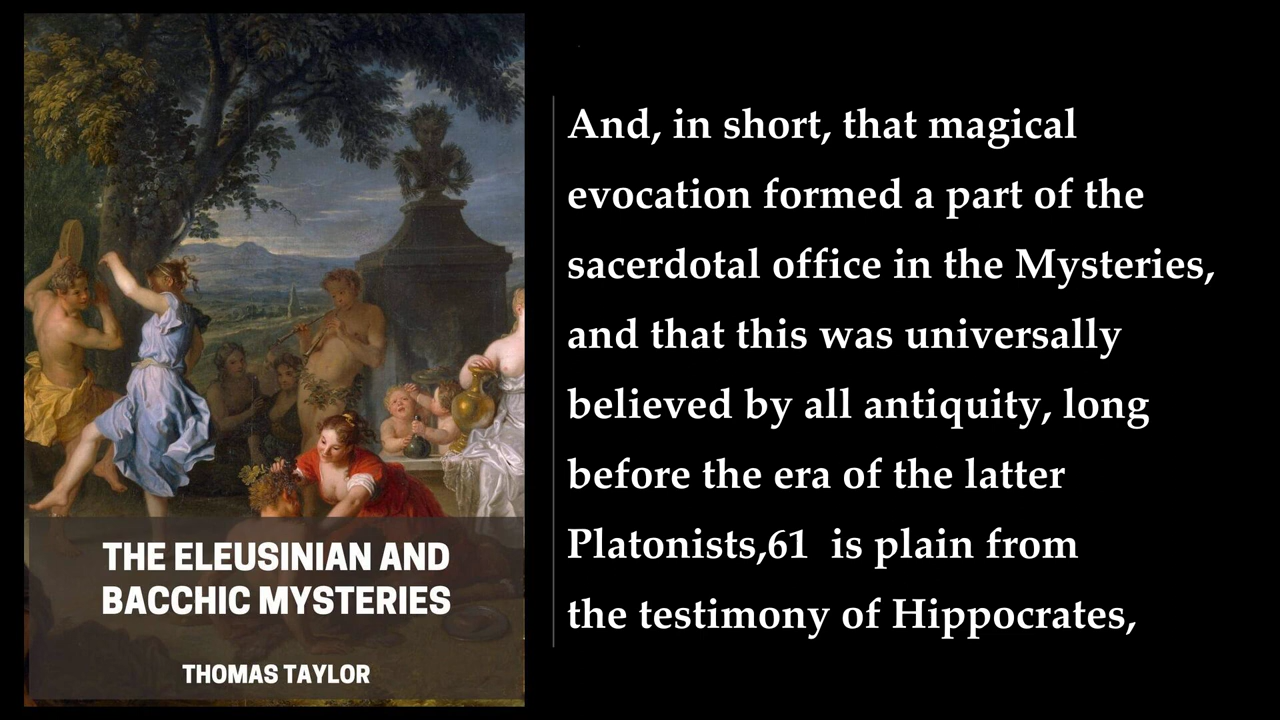 THE ELEUSINIAN AND
BACCHIC MYSTERIES
THOMAS TAYLOR
And, in short, that magical
evocation formed a part of the
sacerdotal office in the Mysteries,
and that this was universally
believed by all antiquity, long
before the era of the latter
Platonists,61  is plain from
the testimony of Hippocrates,